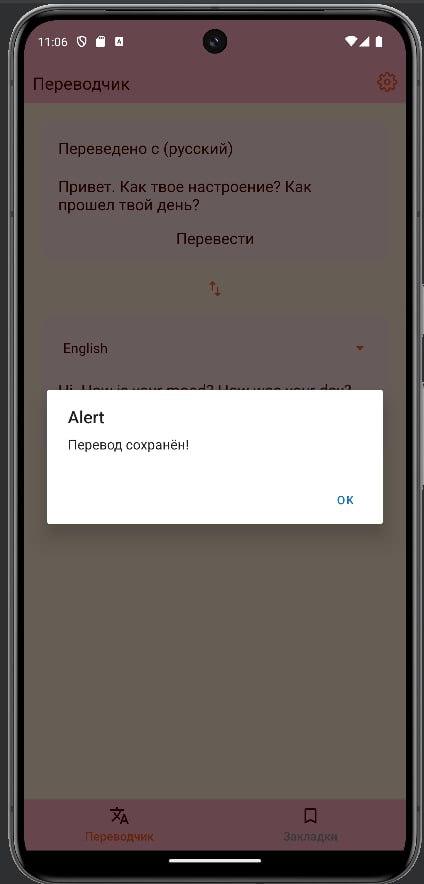 11:06
Переводчик
Переведено с (русский)
Привет. Как твое настроение? Как
прошел твой день?
Перевести
English
Hi. How is your mood? How was your day?
Alert
Перевод сохранён!
OK
Переводчик
Закладки